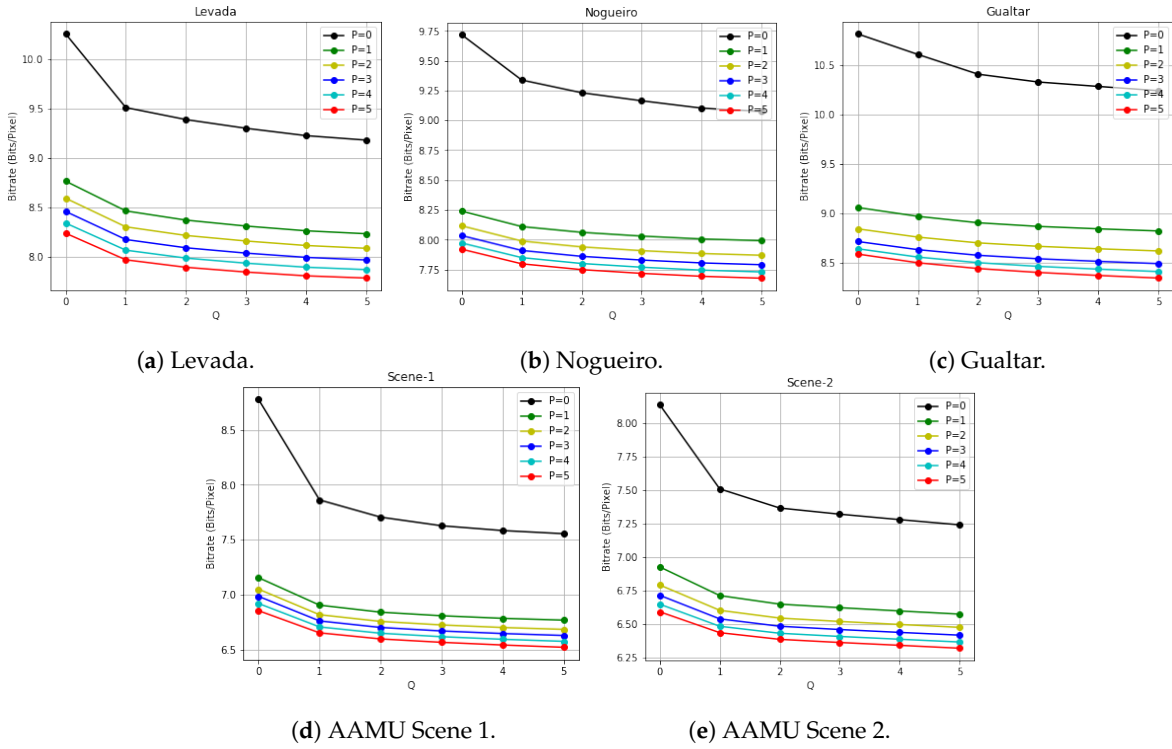 Levada
Bitrate (Bits/Pixel)
10.0
9.5
9.0
8.5
8.0
0 1 2 3 4 5
Q
P=0
P=1
P=2
P=3
P=4
P=5
(a) Levada.
Nogueiro
Bitrate (Bits/Pixel)
9.75
9.50
9.25
9.00
8.75
8.50
8.25
8.00
7.75
0 1 2 3 4 5
Q
P=0
P=1
P=2
P=3
P=4
P=5
(b) Nogueiro.
Gualtar
Bitrate (Bits/Pixel)
10.5
10.0
9.5
9.0
8.5
0 1 2 3 4 5
Q
P=0
P=1
P=2
P=3
P=4
P=5
(c) Gualtar.
Scene-1
Bitrate (Bits/Pixel)
8.5
8.0
7.5
7.0
6.5
0 1 2 3 4 5
Q
P=0
P=1
P=2
P=3
P=4
P=5
(d) AAMU Scene 1.
Scene-2
Bitrate (Bits/Pixel)
8.00
7.75
7.50
7.25
7.00
6.75
6.50
6.25
0 1 2 3 4 5
Q
P=0
P=1
P=2
P=3
P=4
P=5
(e) AAMU Scene 2.